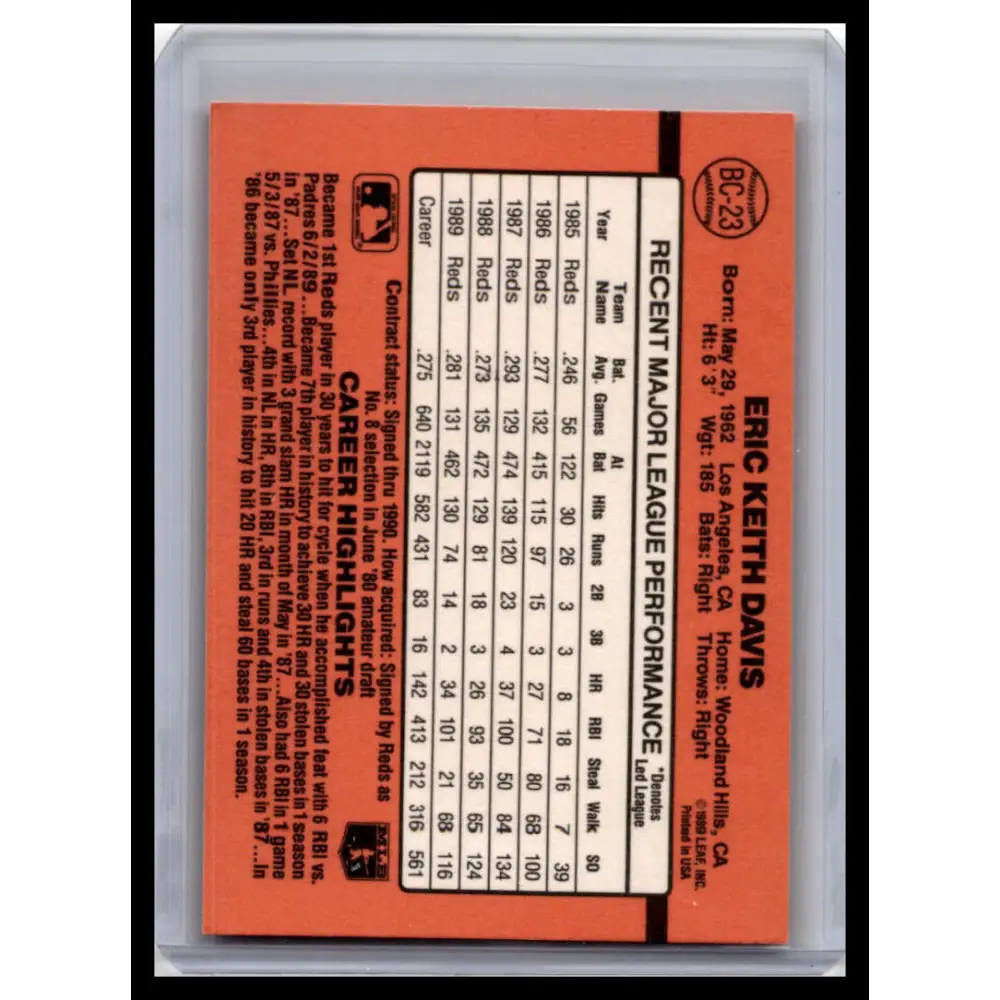 BC-23
ERIC KEITH DAVIS
Born: May 29, 1962 Los Angeles, CA Home: Woodland Hills, CA
Ht: 6'3" Wgt: 185 Bats: Right Throws: Right
©1989 LEAF, INC.
Printed in USA
RECENT MAJOR LEAGUE PERFORMANCE *Denotes Led League
Year Team Name Bat. Avg. Games At Bat Hits Runs 2B 3B HR RBI Steal Walk SO
1985 Reds .246 56 122 30 26 3 3 8 18 16 7 39
1986 Reds .277 132 415 115 97 15 3 27 71 80 68 100
1987 Reds .293 129 474 139 120 23 4 37 100 50 84 134
1988 Reds .273 135 472 129 81 18 3 26 93 35 65 124
1989 Reds .281 131 462 130 74 14 2 34 101 21 68 116
Career .275 640 2119 582 431 83 16 142 413 212 316 561
Contract status: Signed thru 1990. How acquired: Signed by Reds as
No. 8 selection in June '80 amateur draft
CAREER HIGHLIGHTS
Became 1st Reds player in 30 years to hit for cycle when he accomplished feat with 6 RBI vs.
Padres 6/2/89...Became 7th player in history to achieve 30 HR and 30 stolen bases in 1 season
in '87...Set NL record with 3 grand slam HR in month of May in '87...Also had 6 RBI in 1 game
5/3/87 vs. Phillies...4th in NL in HR, 8th in RBI, 3rd in runs and 4th in stolen bases in '87...In
'86 became only 3rd player in history to hit 20 HR and steal 60 bases in 1 season.